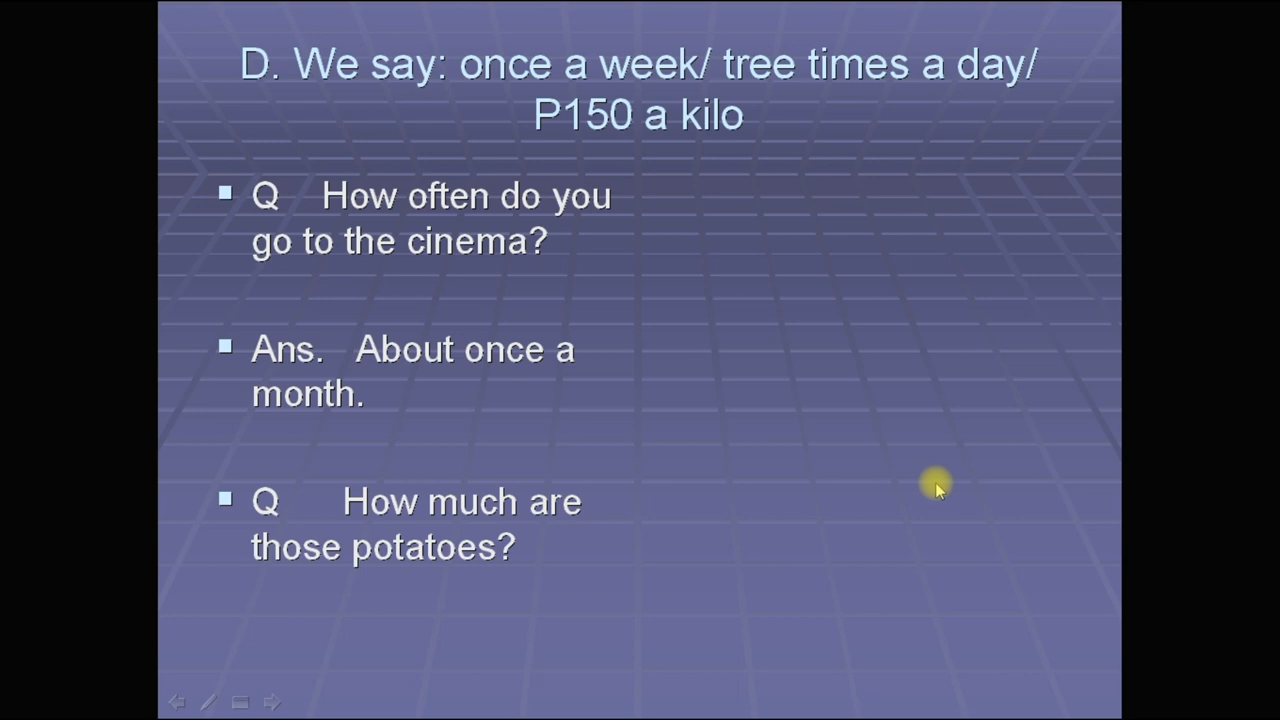 D. We say: once a week/ tree times a day/
P150 a kilo
Q How often do you
go to the cinema?
Ans. About once a
month.
Q How much are
those potatoes?